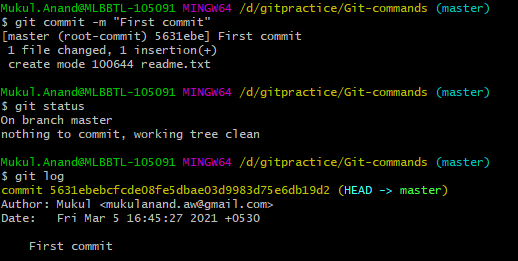 Mukul.Anand@MLBBTL-105091 MINGW64 /d/gitpractice/Git-commands (master)
$ git commit -m "First commit"
[master (root-commit) 5631ebe] First commit
 1 file changed, 1 insertion(+)
 create mode 100644 readme.txt

Mukul.Anand@MLBBTL-105091 MINGW64 /d/gitpractice/Git-commands (master)
$ git status
On branch master
nothing to commit, working tree clean

Mukul.Anand@MLBBTL-105091 MINGW64 /d/gitpractice/Git-commands (master)
$ git log
commit 5631ebebcfcde08fe5dbae03d9983d75e6db19d2 (HEAD -> master)
Author: Mukul <mukulanand.aw@gmail.com>
Date:   Fri Mar 5 16:45:27 2021 +0530

    First commit